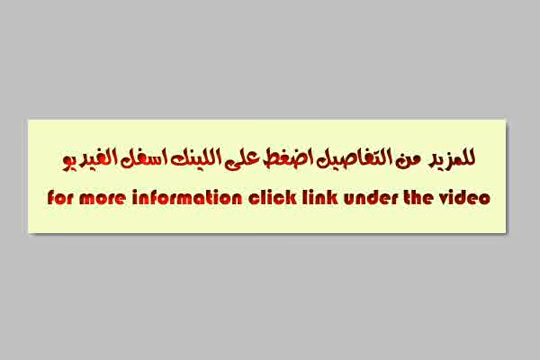 للمزيد من التفاصيل اضغط على اللينك اسفل الفيديو
for more information click link under the video